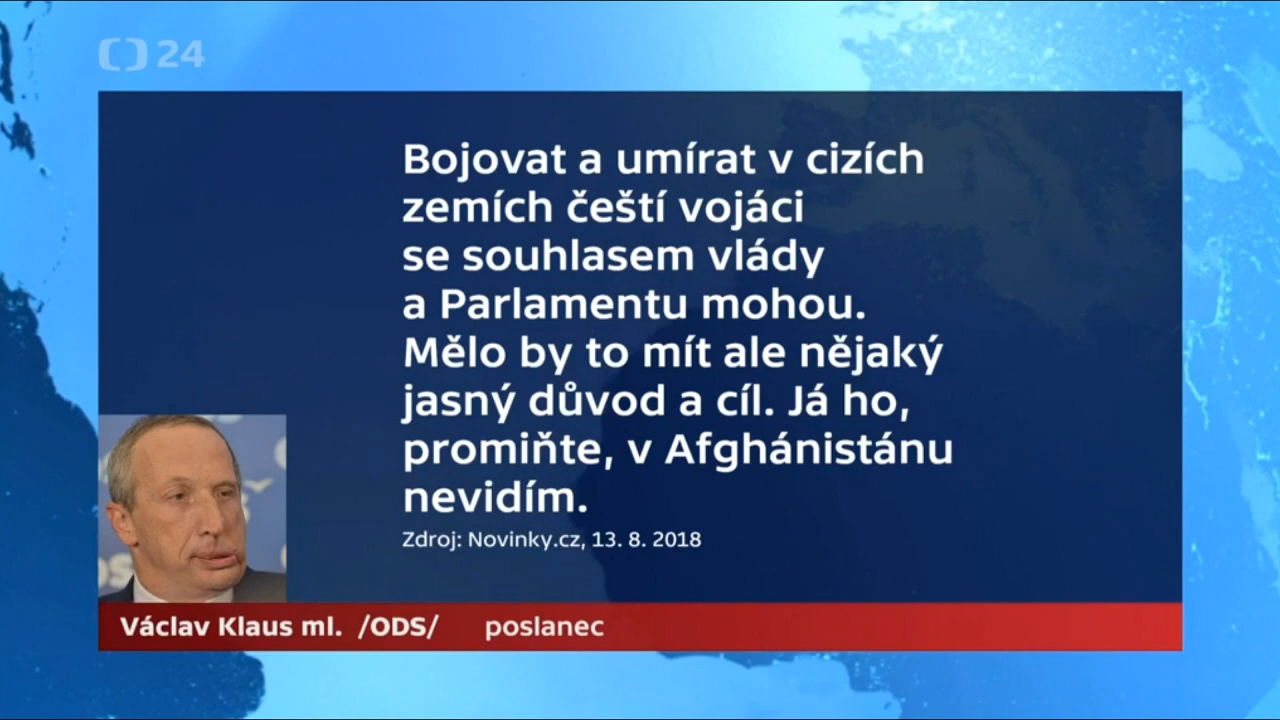 24
Bojovat a umírat v cizích
zemích čeští vojáci
se souhlasem vlády
a Parlamentu mohou.
Mělo by to mít ale nějaký
jasný důvod a cíl. Já ho,
promiňte, v Afghánistánu
nevidím.
Zdroj: Novinky.cz, 13. 8. 2018
Václav Klaus ml. /ODS/ poslanec